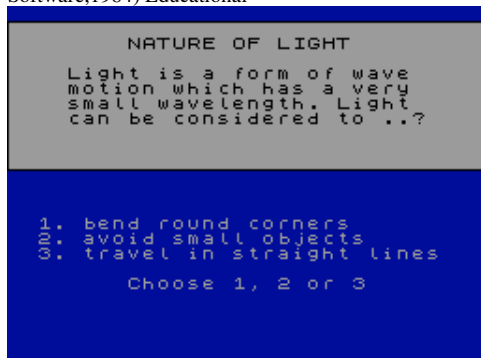 Software,1984) Educational
NATURE OF LIGHT
Light is a form of wave
motion which has a very
small wavelength. Light
can be considered to ..?
1. bend round corners
2. avoid small objects
3. travel in straight lines
Choose 1, 2 or 3